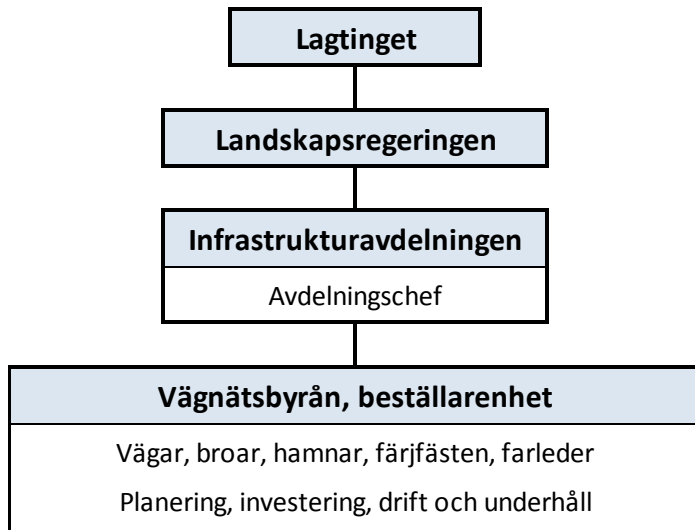 Lagtinget
Landskapsregeringen
Infrastrukturavdelningen
Avdelningschef
Vägnätsbyrån, beställarenhet
Vägar, broar, hamnar, färjfästen, farleder
Planering, investering, drift och underhåll